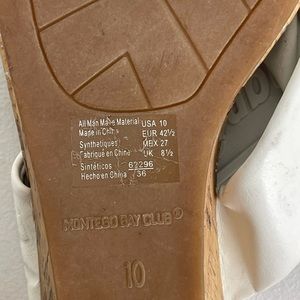 All Man Made Material USA 10
Made in China EUR 42½
Synthetiques MEX 27
Fabriqué en Chine UK 8½
Sintéticos 62296
Hecho en China 36
MONTEGO BAY CLUB®
10